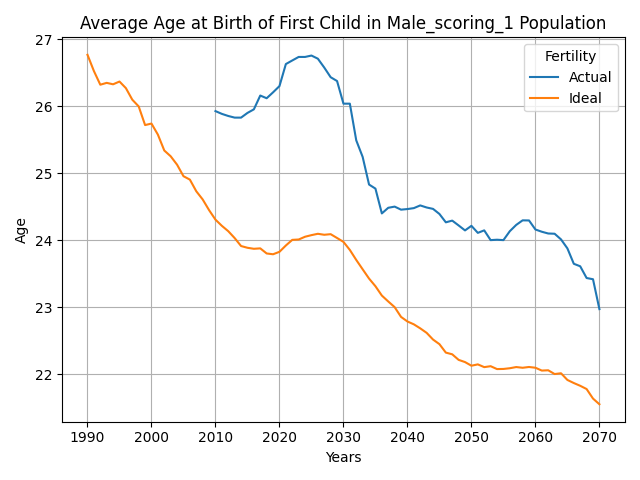 Average Age at Birth of First Child in Male_scoring_1 Population
27
26
25
24
23
22
Age
Fertility
Actual
Ideal
1990 2000 2010 2020 2030 2040 2050 2060 2070
Years